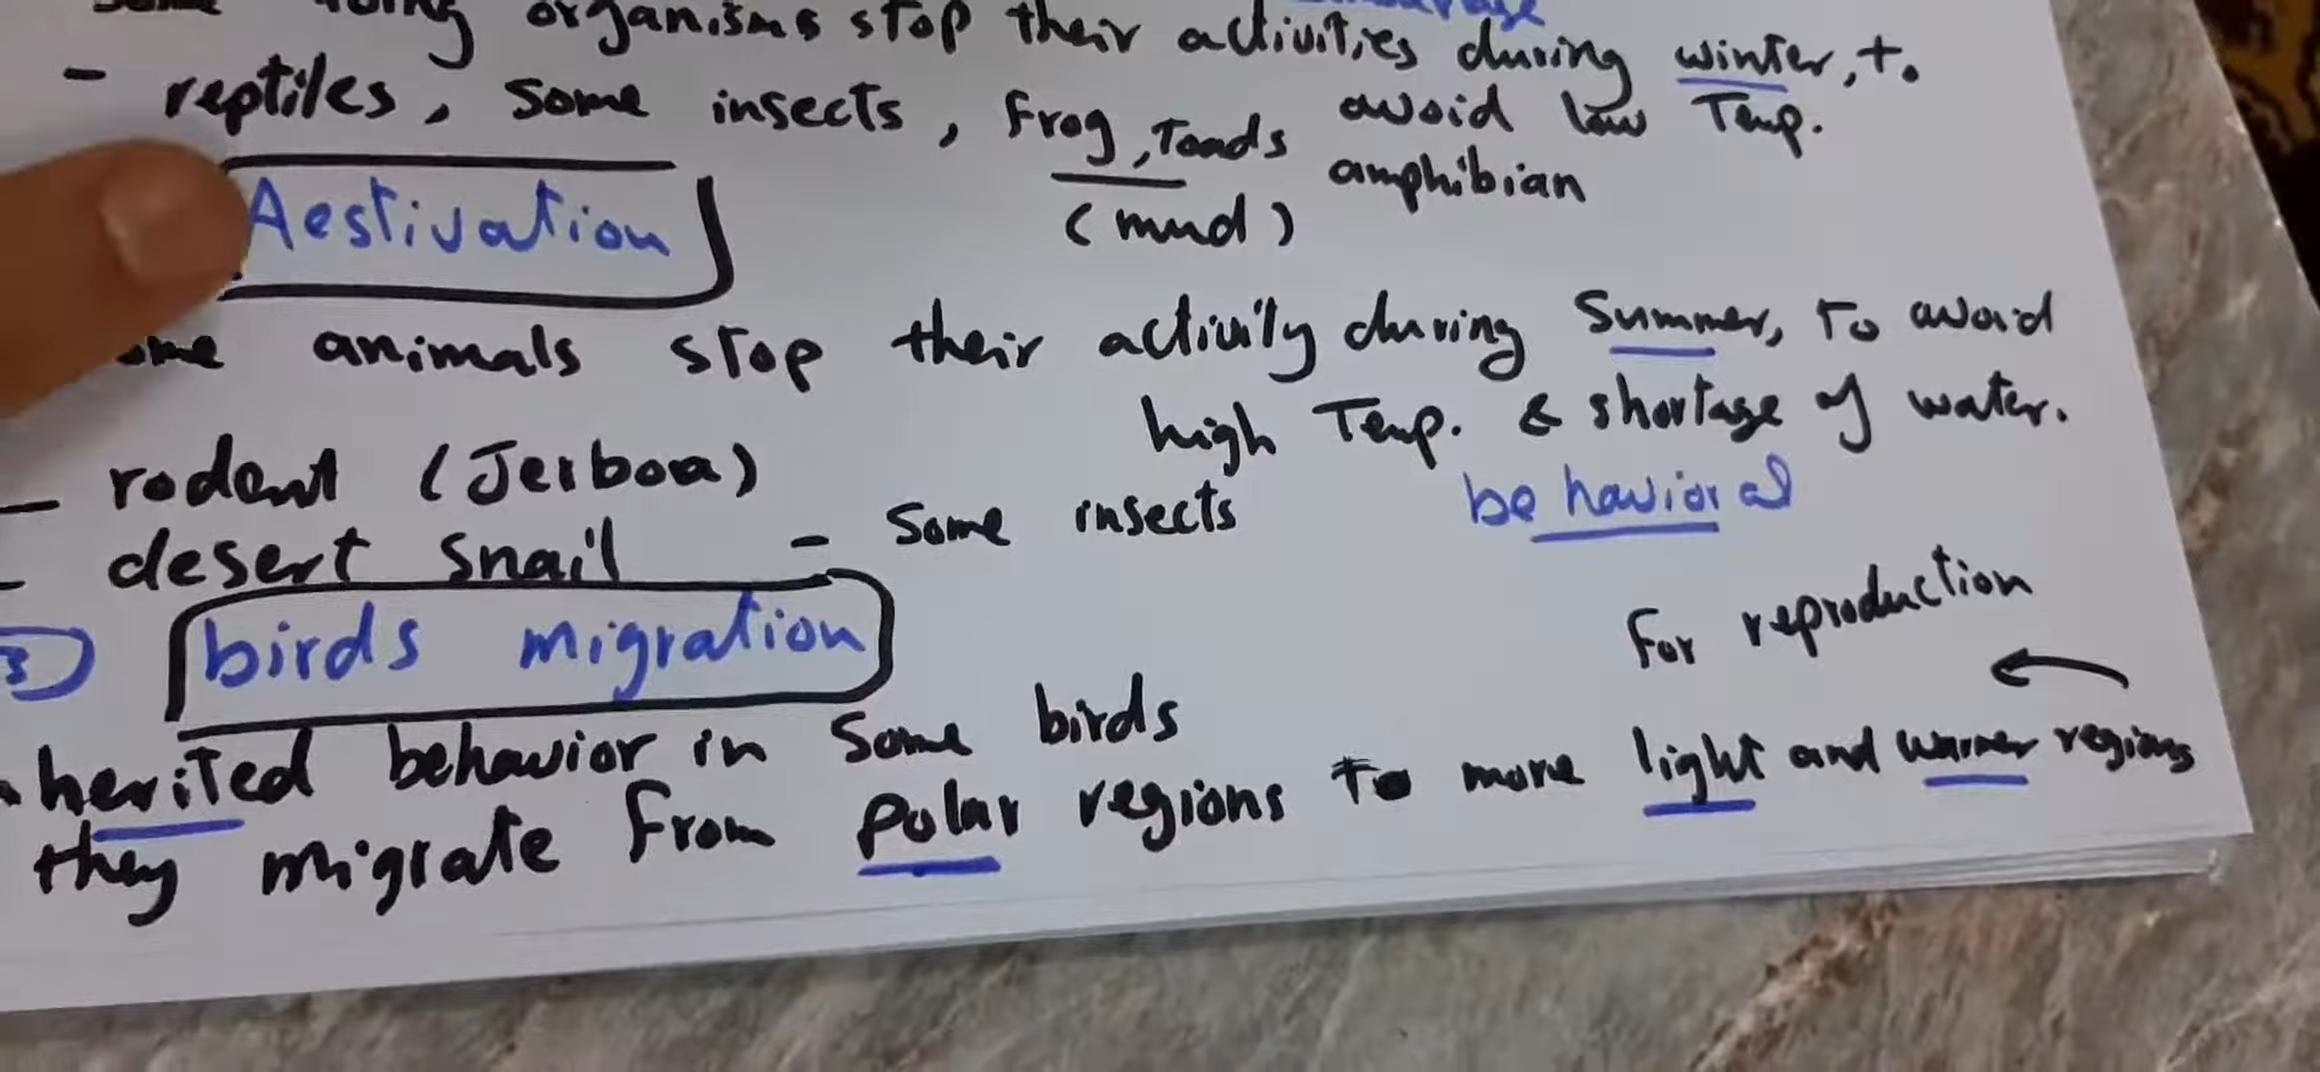 organisms stop their activities during winter, to
- reptiles, some insects, Frog, Toads avoid low Temp.
(mud) amphibian
Aestivation
animals stop their activity during Summer, To avoid
high Temp. & shortage of water.
- rodent (Jerboa)
behavioral
- desert snail - Some insects
3 birds migration
For reproduction
herited behavior in Some birds
they migrate From polar regions to more light and warmer regions